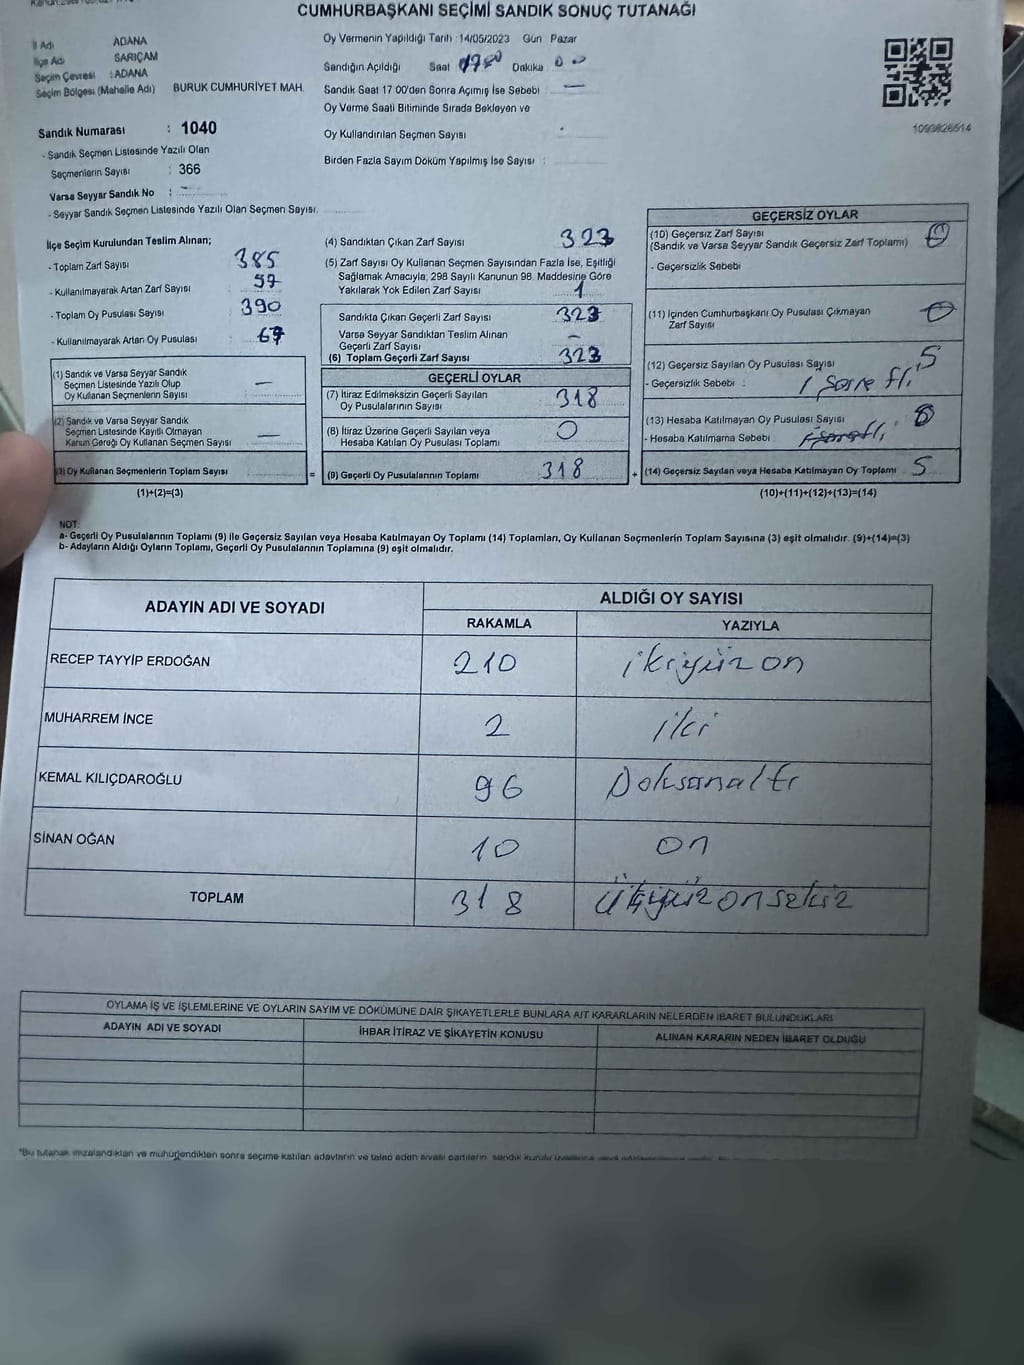 CUMHURBAŞKANI SEÇİMİ SANDIK SONUÇ TUTANAĞI
İl Adı ADANA
İlçe Adı SARIÇAM
Seçim Çevresi : ADANA
Seçim Bölgesi (Mahalle Adı) BURUK CUMHURİYET MAH.
Oy Vermenin Yapıldığı Tarih : 14/05/2023 Gün Pazar
Sandığın Açıldığı Saat Dakika 00
Sandık Saat 17 00'den Sonra Açımış İse Sebebi : —
Oy Verme Saati Bitiminde Sırada Bekleyen ve
Oy Kullandırılan Seçmen Sayısı
Birden Fazla Sayım Döküm Yapılmış İse Sayısı :
1093826514
Sandık Numarası : 1040
- Sandık Seçmen Listesinde Yazılı Olan
Seçmenlerin Sayısı : 366
Varsa Seyyar Sandık No : -
- Seyyar Sandık Seçmen Listesinde Yazılı Olan Seçmen Sayısı:
İlçe Seçim Kurulundan Teslim Alınan;
- Toplam Zarf Sayısı 385
- Kullanılmayarak Artan Zarf Sayısı
- Toplam Oy Pusulası Sayısı 390
- Kullanılmayarak Artan Oy Pusulası 67
(1) Sandık ve Varsa Seyyar Sandık
Seçmen Listesinde Yazılı Olup
Oy Kullanan Seçmenlerin Sayısı —
(2) Sandık ve Varsa Seyyar Sandık
Seçmen Listesinde Kayıtlı Olmayan
Kanun Gereği Oy Kullanan Seçmen Sayısı —
(3) Oy Kullanan Seçmenlerin Toplam Sayısı
=
(1)+(2)=(3)
(4) Sandıktan Çıkan Zarf Sayısı 323
(5) Zarf Sayısı Oy Kullanan Seçmen Sayısından Fazla İse, Eşitliği
Sağlamak Amacıyla, 298 Sayılı Kanunun 98. Maddesine Göre
Yakılarak Yok Edilen Zarf Sayısı 1
Sandıkta Çıkan Geçerli Zarf Sayısı 323
Varsa Seyyar Sandıktan Teslim Alınan
Geçerli Zarf Sayısı -
(6) Toplam Geçerli Zarf Sayısı 323
GEÇERLİ OYLAR
(7) İtiraz Edilmeksizin Geçerli Sayılan
Oy Pusulalarının Sayısı 318
(8) İtiraz Üzerine Geçerli Sayılan veya
Hesaba Katılan Oy Pusulası Toplamı 0
(9) Geçerli Oy Pusulalarının Toplamı 318
+
GEÇERSİZ OYLAR
(10) Geçersiz Zarf Sayısı
(Sandık ve Varsa Seyyar Sandık Geçersiz Zarf Toplamı) 0
- Geçersizlik Sebebi
(11) İçinden Cumhurbaşkanı Oy Pusulası Çıkmayan
Zarf Sayısı 0
(12) Geçersiz Sayılan Oy Pusulası Sayısı 5
- Geçersizlik Sebebi :
(13) Hesaba Katılmayan Oy Pusulası Sayısı
- Hesaba Katılmama Sebebi
(14) Geçersiz Sayılan veya Hesaba Katılmayan Oy Toplamı 5
(10)+(11)+(12)+(13)=(14)
NOT:
a- Geçerli Oy Pusulalarının Toplamı (9) ile Geçersiz Sayılan veya Hesaba Katılmayan Oy Toplamı (14) Toplamları, Oy Kullanan Seçmenlerin Toplam Sayısına (3) eşit olmalıdır. (9)+(14)=(3)
b- Adayların Aldığı Oyların Toplamı, Geçerli Oy Pusulalarının Toplamına (9) eşit olmalıdır.
ADAYIN ADI VE SOYADI
ALDIĞI OY SAYISI
RAKAMLA YAZIYLA
RECEP TAYYİP ERDOĞAN 210 ikiyüz on
MUHARREM İNCE 2 iki
KEMAL KILIÇDAROĞLU 96 Doksanaltı
SİNAN OĞAN 10 on
TOPLAM 318 onsekiz
OYLAMA İŞ VE İŞLEMLERİNE VE OYLARIN SAYIM VE DÖKÜMÜNE DAİR ŞİKAYETLERLE BUNLARA AİT KARARLARIN NELERDEN İBARET BULUNDUKLARI
ADAYIN ADI VE SOYADI İHBAR İTİRAZ VE ŞİKAYETİN KONUSU ALINAN KARARIN NEDEN İBARET OLDUĞU
*Bu tutanak imzalandıktan ve mühürlendikten sonra seçime katılan adayların ve talep eden siyasi partilerin, sandık kurulu